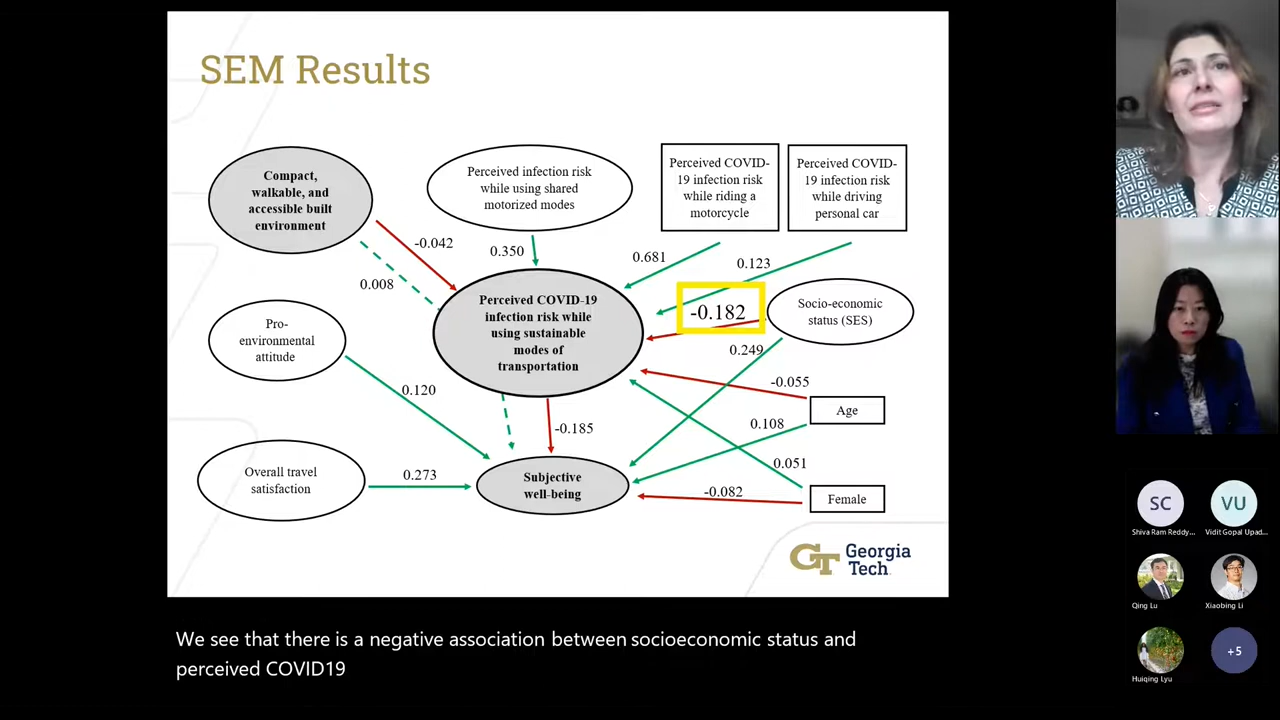 SEM Results
Compact,
walkable, and
accessible built
environment
Perceived infection risk
while using shared
motorized modes
Perceived COVID-
19 infection risk
while riding a
motorcycle
Perceived COVID-
19 infection risk
while driving
personal car
-0.042
0.350
0.681
0.123
0.008
Perceived COVID-19
infection risk while
using sustainable
modes of
transportation
-0.182
Socio-economic
status (SES)
Pro-
environmental
attitude
0.249
-0.055
0.120
Age
0.108
-0.185
0.051
Overall travel
satisfaction
0.273
Subjective
well-being
-0.082
Female
GT Georgia
Tech
We see that there is a negative association between socioeconomic status and
perceived COVID19
SC
VU
Shiva Ram Reddy...
Vidit Gopal Upad...
Qing Lu
Xiaobing Li
Huiqing Lyu
+5